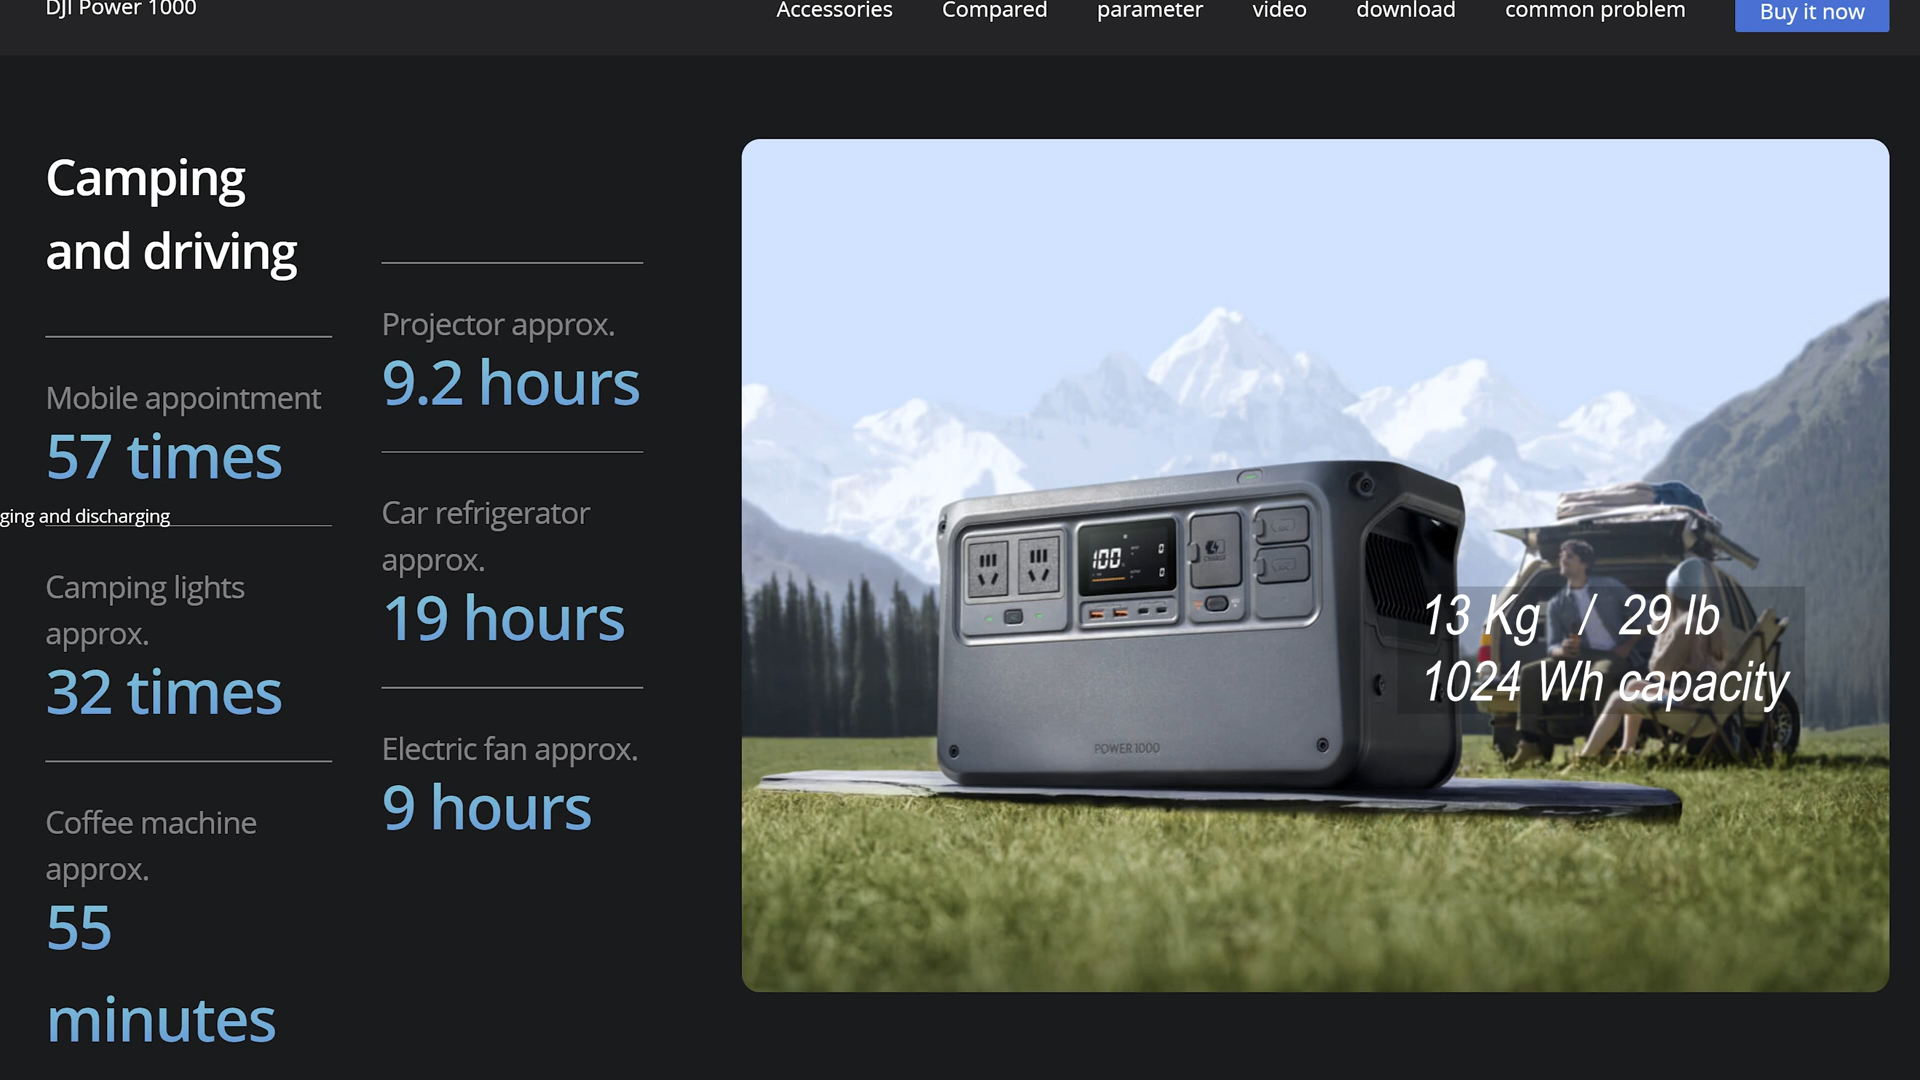 DJI Power 1000
Accessories
Compared
parameter
video
download
common problem
Buy it now
Camping
and driving
Mobile appointment
57 times
ging and discharging
Camping lights
approx.
32 times
Coffee machine
approx.
55
minutes
Projector approx.
9.2 hours
Car refrigerator
approx.
19 hours
Electric fan approx.
9 hours
100
POWER 1000
13 Kg / 29 lb
1024 Wh capacity